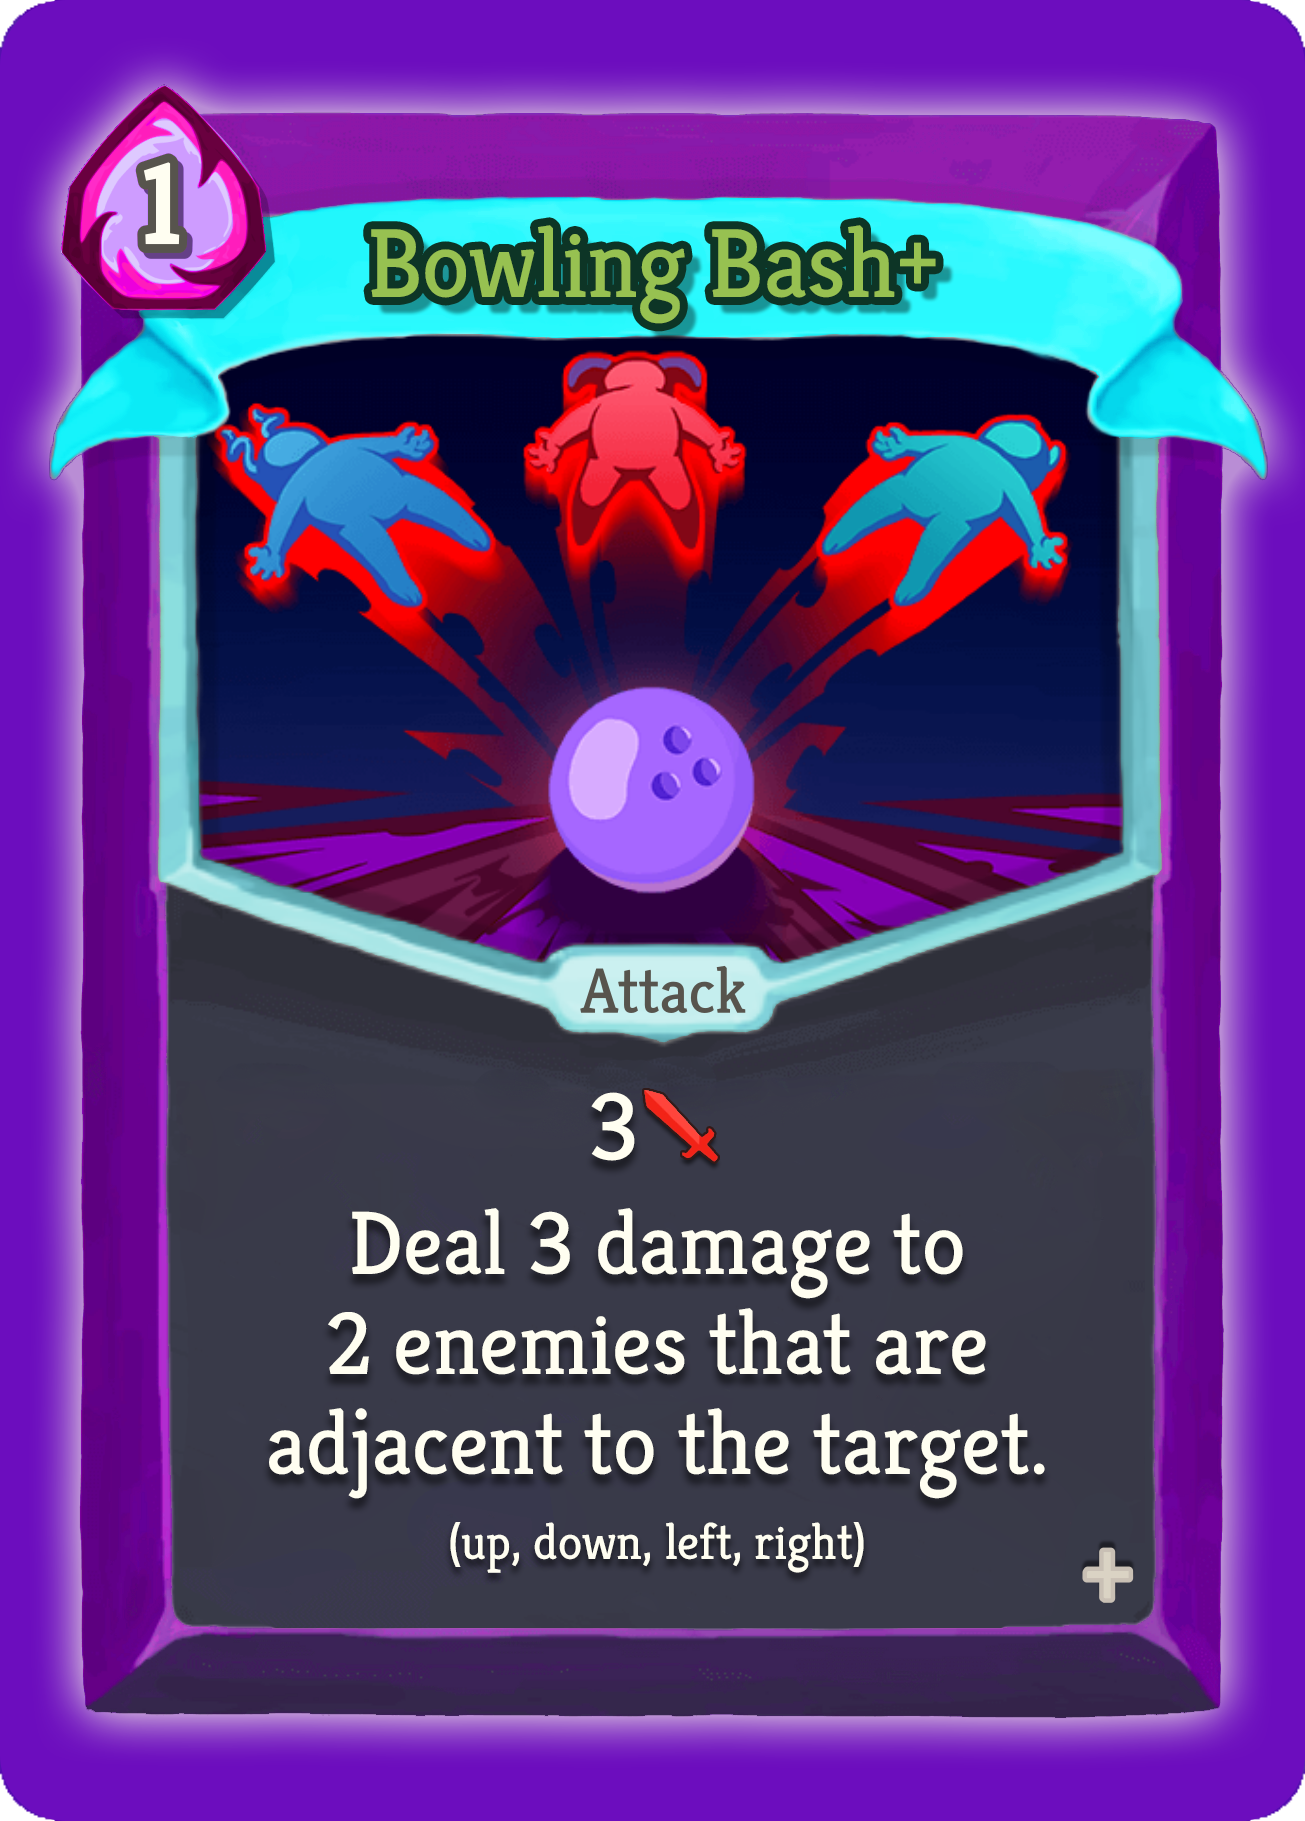 1
Bowling Bash+
Attack
3
Deal 3 damage to
2 enemies that are
adjacent to the target.
(up, down, left, right)